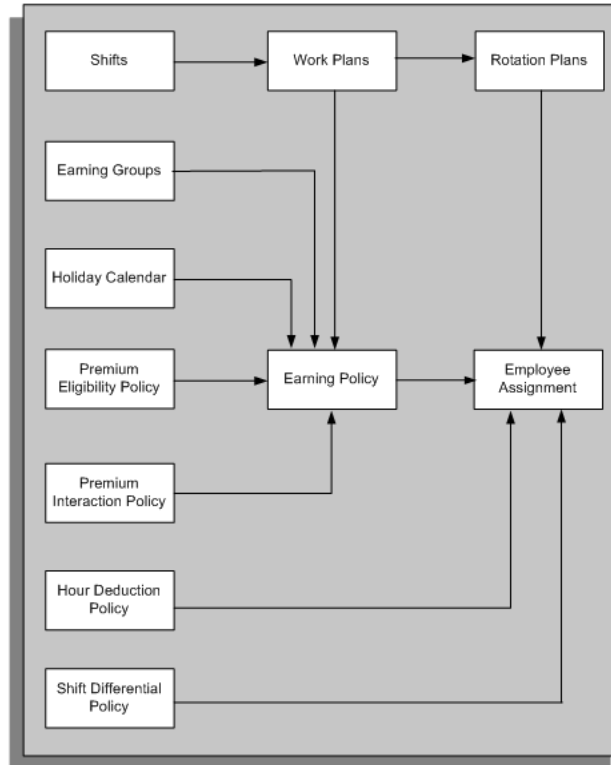 Shifts
Work Plans
Rotation Plans
Earning Groups
Holiday Calendar
Premium
Eligibility Policy
Earning Policy
Employee
Assignment
Premium
Interaction Policy
Hour Deduction
Policy
Shift Differential
Policy